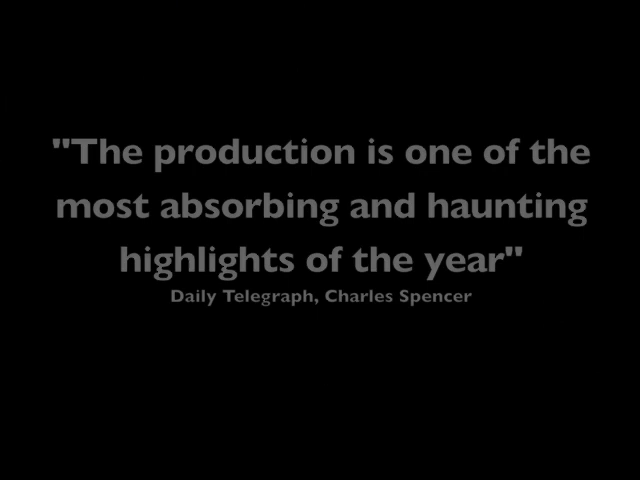 "The production is one of the
most absorbing and haunting
highlights of the year"
Daily Telegraph, Charles Spencer